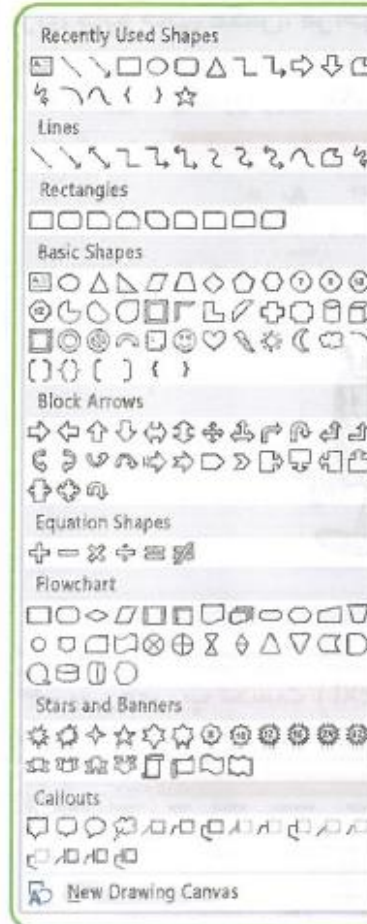 Recently Used Shapes
Lines
Rectangles
Basic Shapes
Block Arrows
Equation Shapes
Flowchart
Stars and Banners
Callouts
New Drawing Canvas